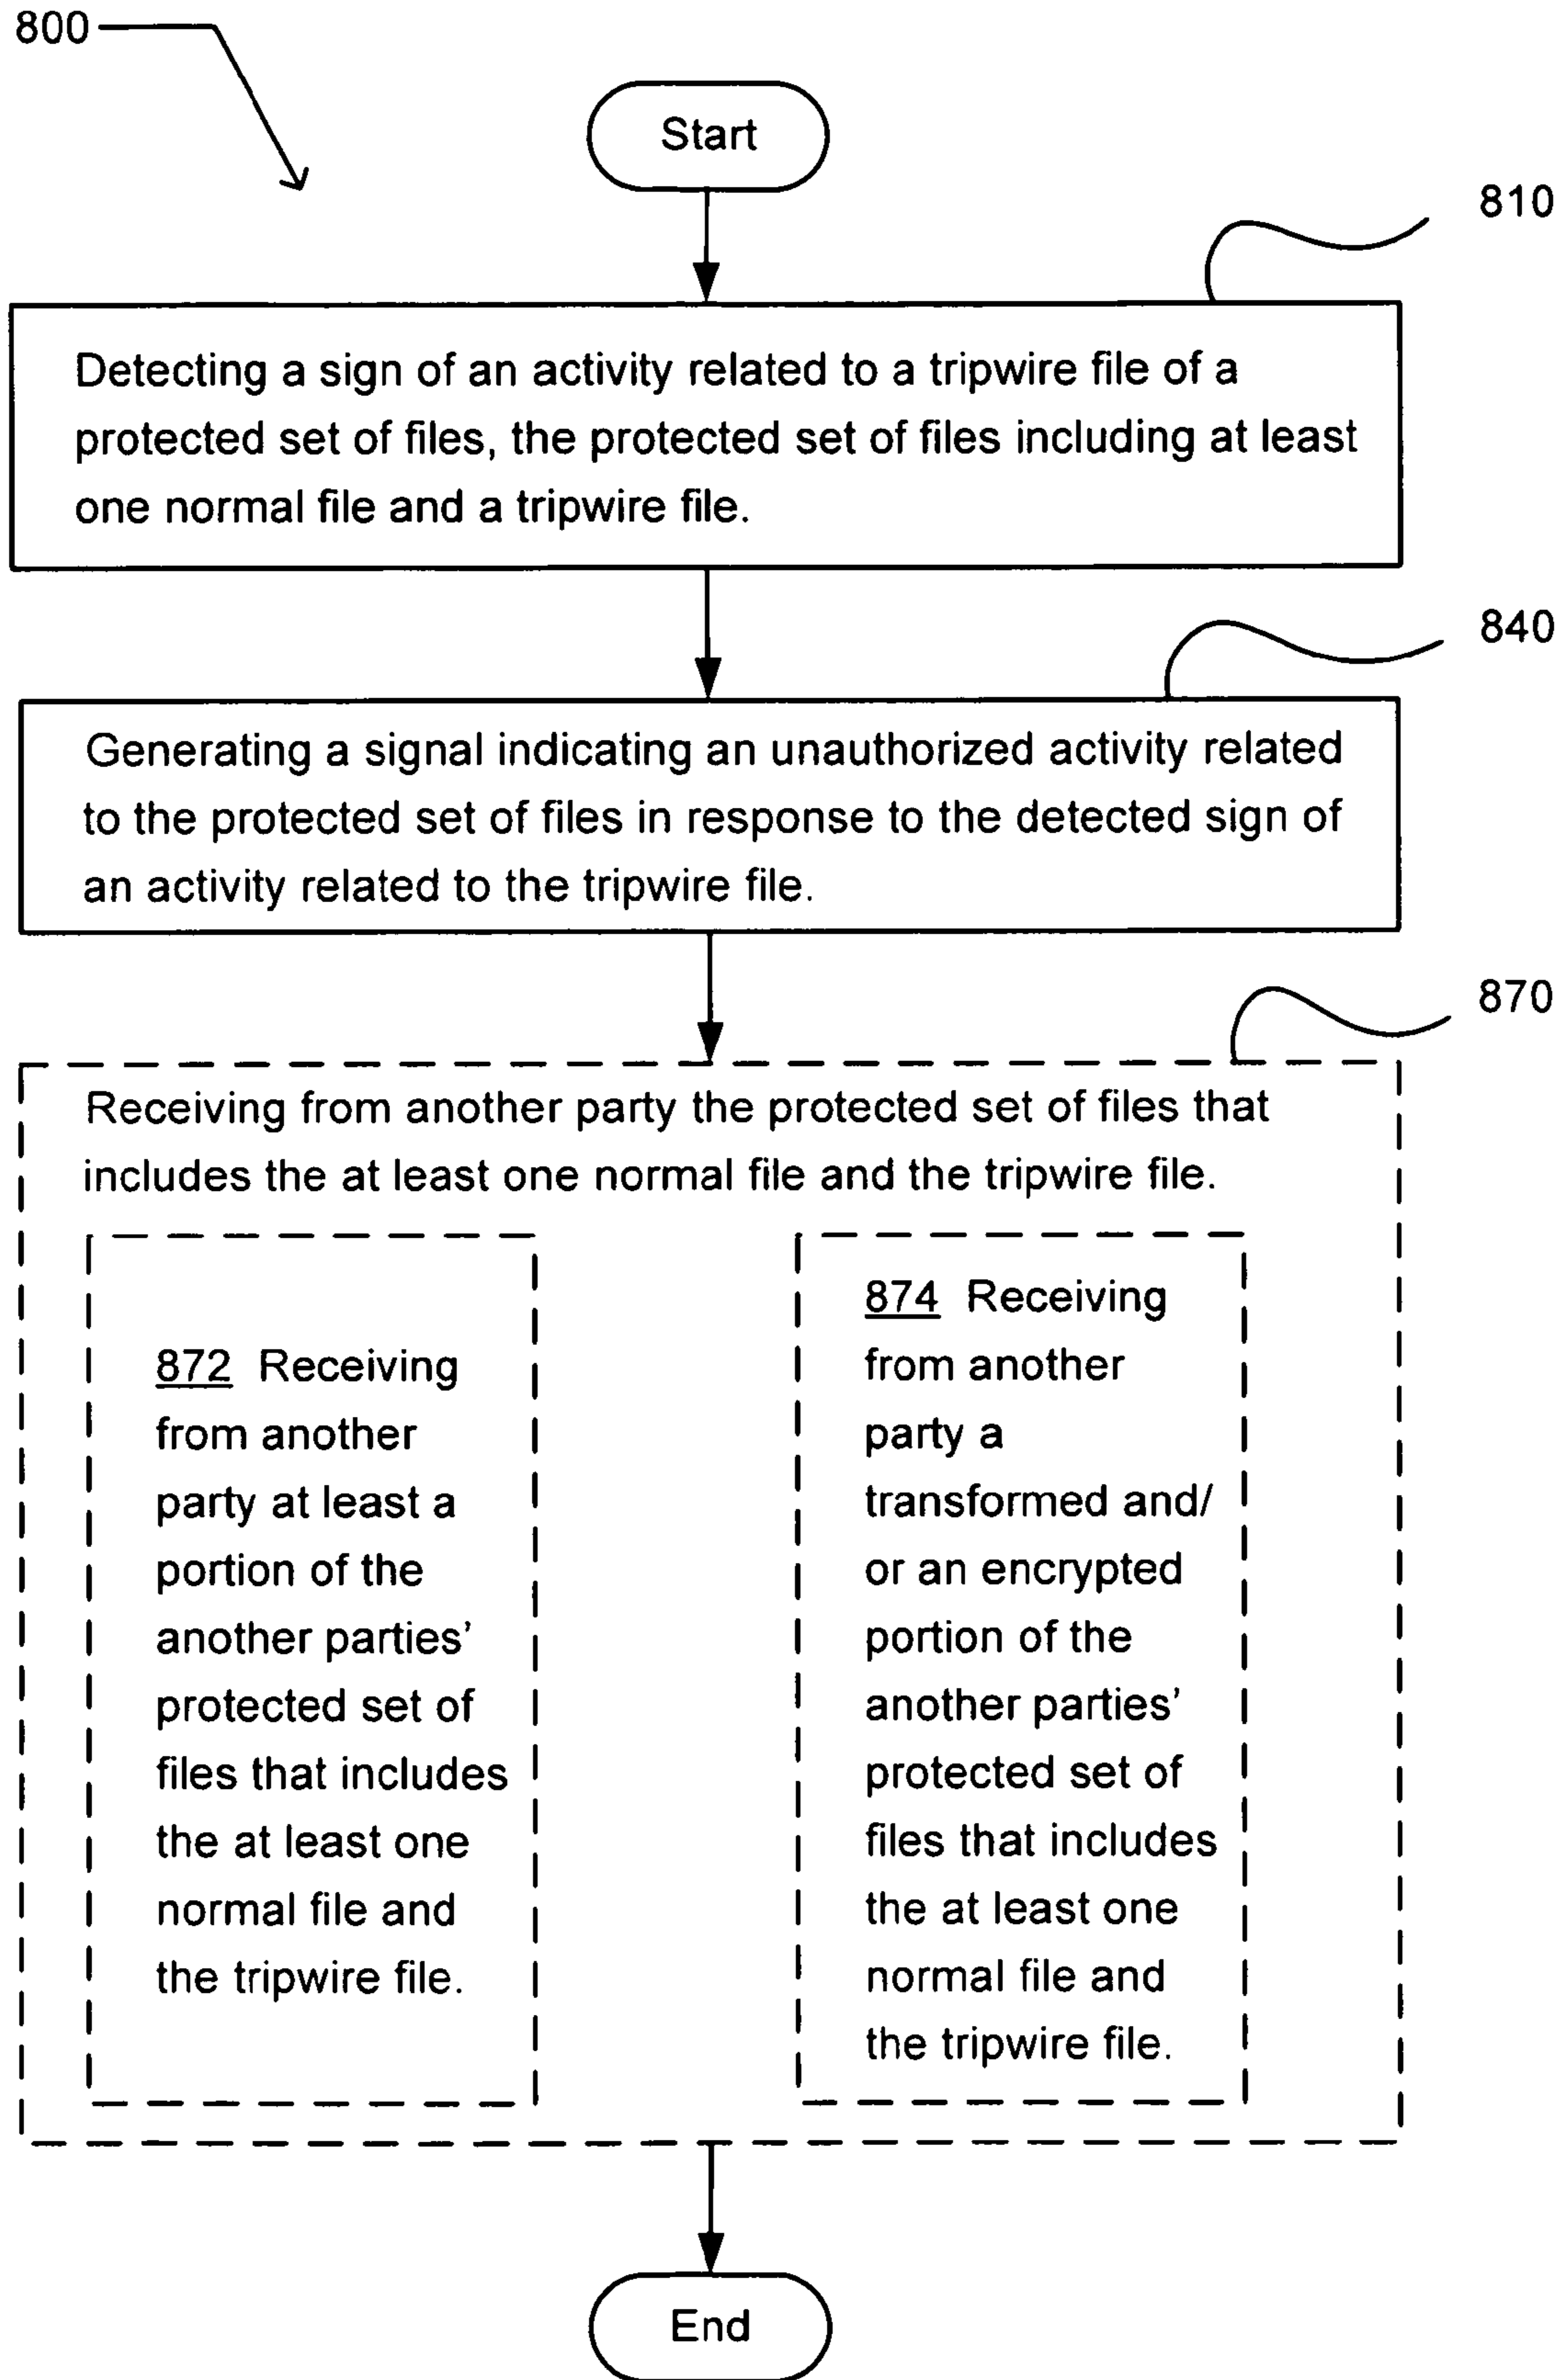 800
Start
810
Detecting a sign of an activity related to a tripwire file of a
protected set of files, the protected set of files including at least
one normal file and a tripwire file.
840
Generating a signal indicating an unauthorized activity related
to the protected set of files in response to the detected sign of
an activity related to the tripwire file.
870
Receiving from another party the protected set of files that
includes the at least one normal file and the tripwire file.
872 Receiving
from another
party at least a
portion of the
another parties’
protected set of
files that includes
the at least one
normal file and
the tripwire file.
874 Receiving
from another
party a
transformed and/
or an encrypted
portion of the
another parties’
protected set of
files that includes
the at least one
normal file and
the tripwire file.
End